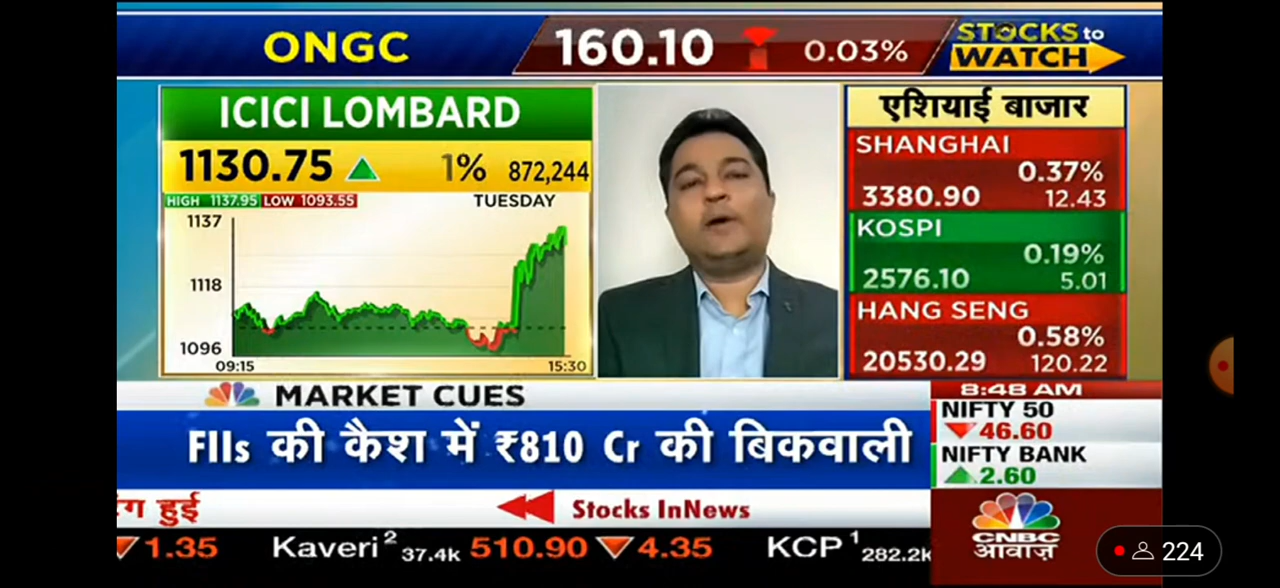 ONGC 160.10 0.03% STOCKS to WATCH
ICICI LOMBARD
1130.75 1% 872,244
HIGH 1137.95 LOW 1093.55 TUESDAY
1137
1118
1096
09:15 15:30
एशियाई बाजार
SHANGHAI
0.37%
3380.90 12.43
KOSPI
0.19%
2576.10 5.01
HANG SENG
0.58%
20530.29 120.22
MARKET CUES
FIIs की कैश में ₹810 Cr की बिकवाली
8:48 AM
NIFTY 50
46.60
NIFTY BANK
2.60
हुई Stocks InNews
1.35 Kaveri 2 37.4k 510.90 4.35 KCP 1 282.2k
CNBC
आवाज़
224